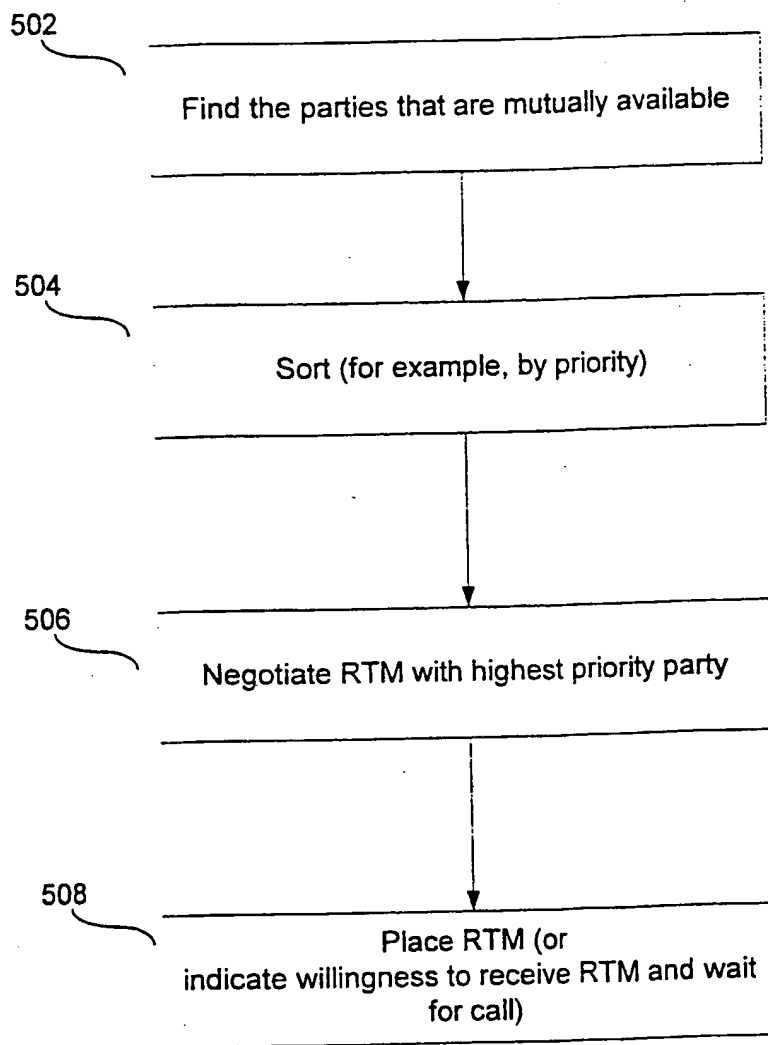 502
Find the parties that are mutually available
504
Sort (for example, by priority)
506
Negotiate RTM with highest priority party
508
Place RTM (or
indicate willingness to receive RTM and wait
for call)